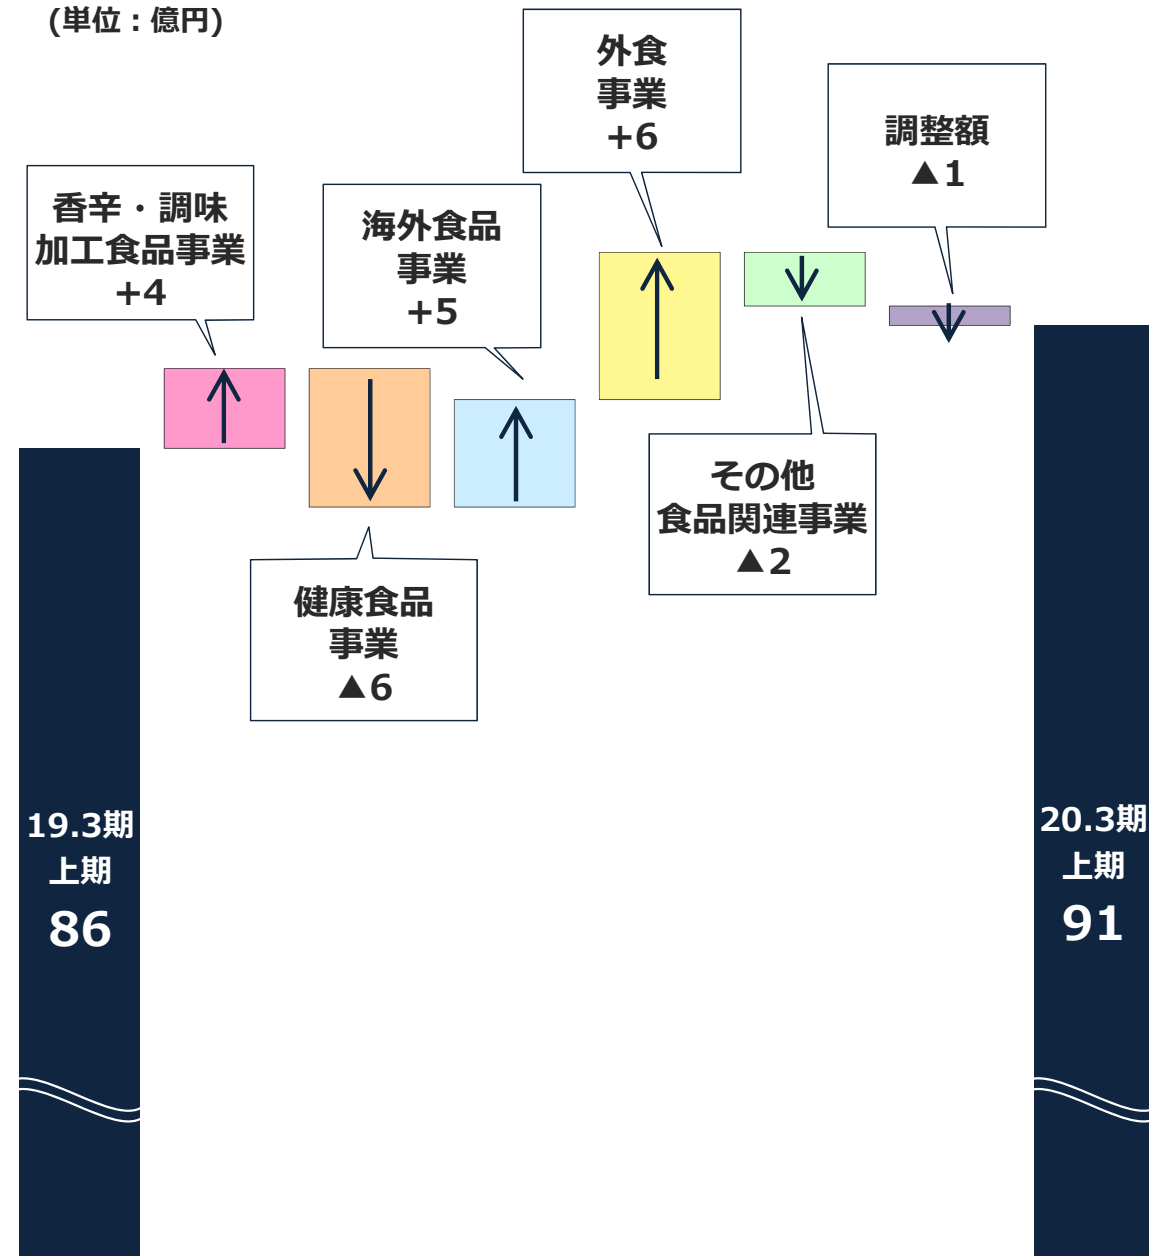 (単位：億円)
香辛・調味
加工食品事業
+4
海外食品
事業
+5
外食
事業
+6
調整額
▲1
健康食品
事業
▲6
その他
食品関連事業
▲2
19.3期
上期
86
20.3期
上期
91